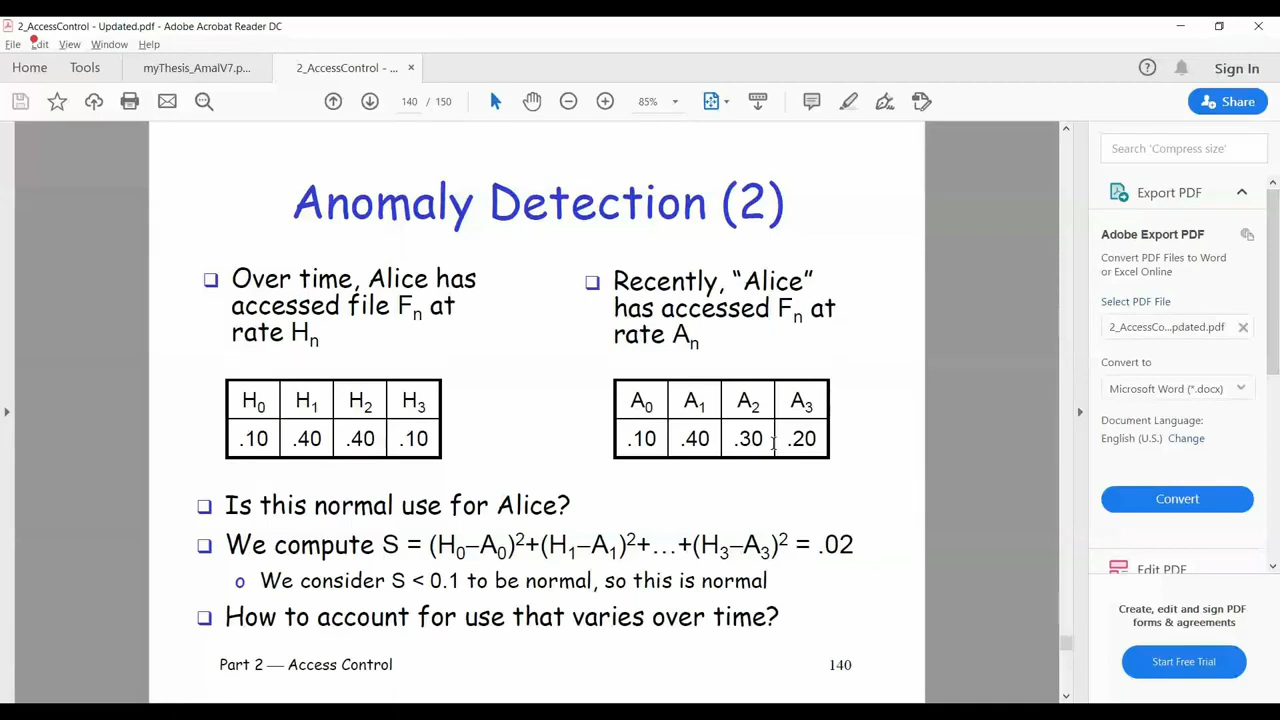 2_AccessControl - Updated.pdf - Adobe Acrobat Reader DC
File Edit View Window Help
Home Tools myThesis_AmalV7.p... 2_AccessControl - ... × Sign In
140 / 150 85% Share
Search 'Compress size'
Export PDF
Adobe Export PDF
Convert PDF Files to Word
or Excel Online
Select PDF File
2_AccessCo...pdated.pdf
Convert to
Microsoft Word (*.docx)
Document Language:
English (U.S.) Change
Convert
Edit PDF
Create, edit and sign PDF
forms & agreements
Start Free Trial
Anomaly Detection (2)
Over time, Alice has
accessed file Fn at
rate Hn
H0 H1 H2 H3
.10 .40 .40 .10
Recently, “Alice”
has accessed Fn at
rate An
A0 A1 A2 A3
.10 .40 .30 .20
Is this normal use for Alice?
We compute S = (H0–A0)²+(H1–A1)²+…+(H3–A3)² = .02
o We consider S < 0.1 to be normal, so this is normal
How to account for use that varies over time?
Part 2 — Access Control 140